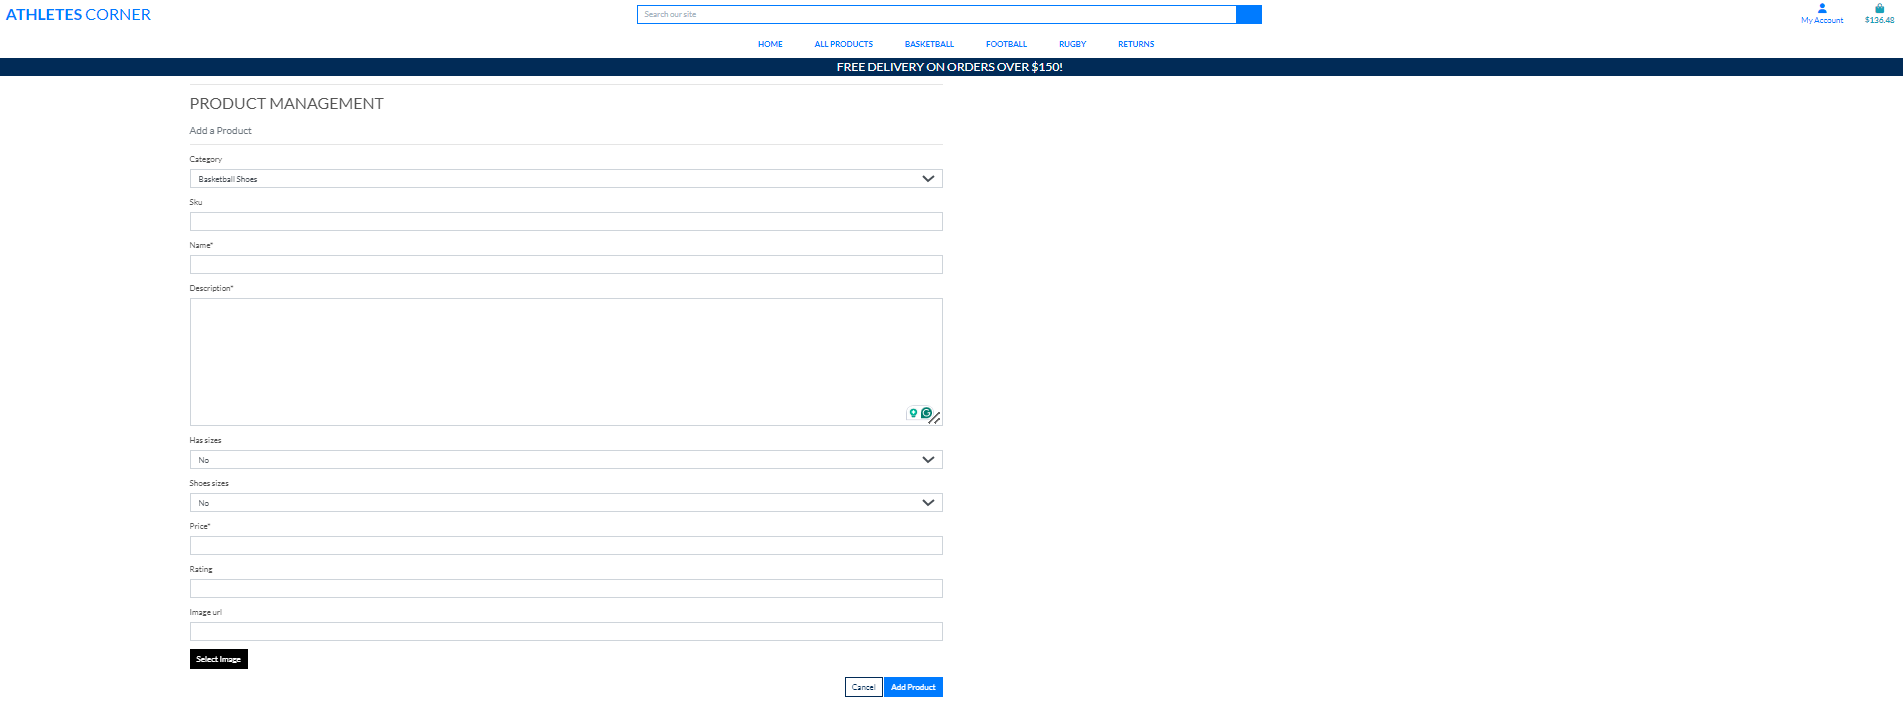 ATHLETES CORNER
Search our site
My Account
$136.48
HOME ALL PRODUCTS BASKETBALL FOOTBALL RUGBY RETURNS
FREE DELIVERY ON ORDERS OVER $150!
PRODUCT MANAGEMENT
Add a Product
Category
Basketball Shoes
Sku
Name*
Description*
Has sizes
No
Shoes sizes
No
Price*
Rating
Image url
Select Image
Cancel Add Product